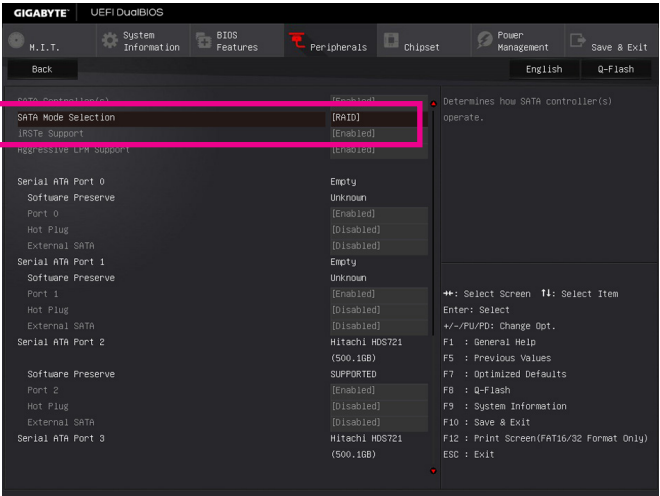 GIGABYTE™ UEFI DualBIOS
M.I.T. System Information BIOS Features Peripherals Chipset Power Management Save & Exit
Back English Q-Flash
SATA Controller(s) [Enabled]
SATA Mode Selection [RAID]
iRSTe Support [Enabled]
Aggressive LPM Support [Enabled]
Serial ATA Port 0 Empty
Software Preserve Unknown
Port 0 [Enabled]
Hot Plug [Disabled]
External SATA [Disabled]
Serial ATA Port 1 Empty
Software Preserve Unknown
Port 1 [Enabled]
Hot Plug [Disabled]
External SATA [Disabled]
Serial ATA Port 2 Hitachi HDS721
(500.1GB)
Software Preserve SUPPORTED
Port 2 [Enabled]
Hot Plug [Disabled]
External SATA [Disabled]
Serial ATA Port 3 Hitachi HDS721
(500.1GB)
Determines how SATA controller(s)
operate.
→←: Select Screen ↑↓: Select Item
Enter: Select
+/-/PU/PD: Change Opt.
F1 : General Help
F5 : Previous Values
F7 : Optimized Defaults
F8 : Q-Flash
F9 : System Information
F10 : Save & Exit
F12 : Print Screen(FAT16/32 Format Only)
ESC : Exit